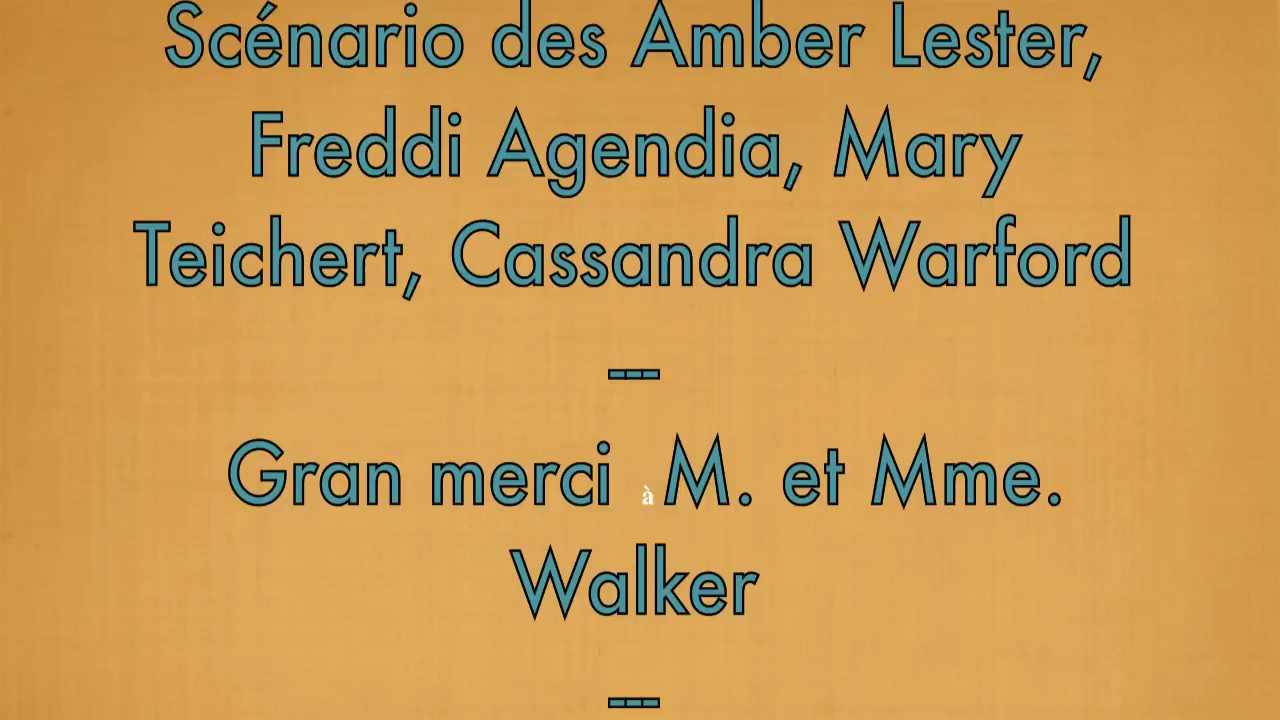 Scénario des Amber Lester,
Freddi Agendia, Mary
Teichert, Cassandra Warford
---
Gran merci à M. et Mme.
Walker
---